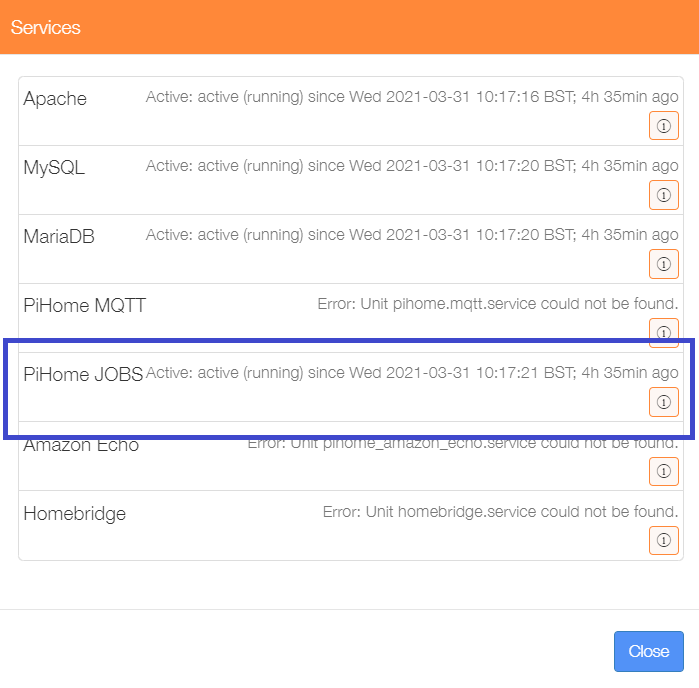 Services
Apache Active: active (running) since Wed 2021-03-31 10:17:16 BST; 4h 35min ago
MySQL Active: active (running) since Wed 2021-03-31 10:17:20 BST; 4h 35min ago
MariaDB Active: active (running) since Wed 2021-03-31 10:17:20 BST; 4h 35min ago
PiHome MQTT Error: Unit pihome.mqtt.service could not be found.
PiHome JOBS Active: active (running) since Wed 2021-03-31 10:17:21 BST; 4h 35min ago
Amazon Echo Error: Unit pihome_amazon_echo.service could not be found.
Homebridge Error: Unit homebridge.service could not be found.
Close